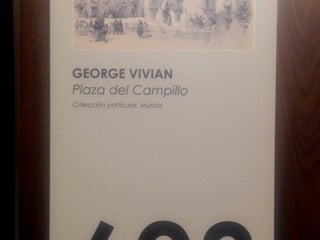 GEORGE VIVIAN
Plaza del Campillo
Colección particular. Murcia